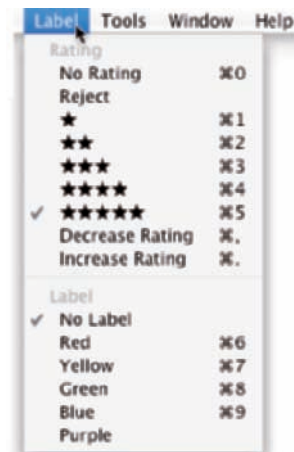 Label Tools Window Help
Rating
No Rating ⌘0
Reject
★ ⌘1
★★ ⌘2
★★★ ⌘3
★★★★ ⌘4
✓ ★★★★★ ⌘5
Decrease Rating ⌘,
Increase Rating ⌘.
Label
✓ No Label
Red ⌘6
Yellow ⌘7
Green ⌘8
Blue ⌘9
Purple